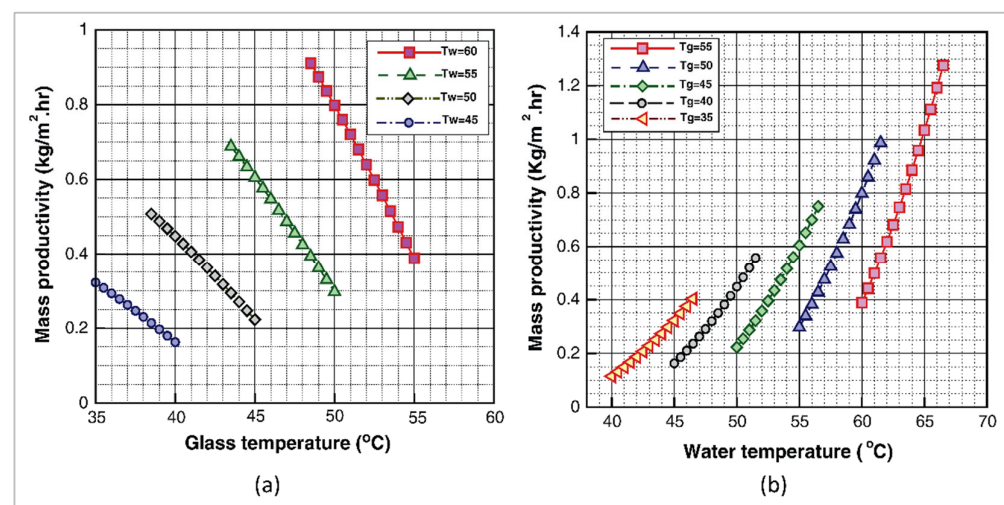 Mass productivity (kg/m².hr)
1
0.8
0.6
0.4
0.2
0
35 40 45 50 55 60
Glass temperature (°C)
Tw=60
Tw=55
Tw=50
Tw=45
(a)
Mass productivity (Kg/m².hr)
1.4
1.2
1
0.8
0.6
0.4
0.2
0
40 45 50 55 60 65 70
Water temperature ( °C)
Tg=55
Tg=50
Tg=45
Tg=40
Tg=35
(b)